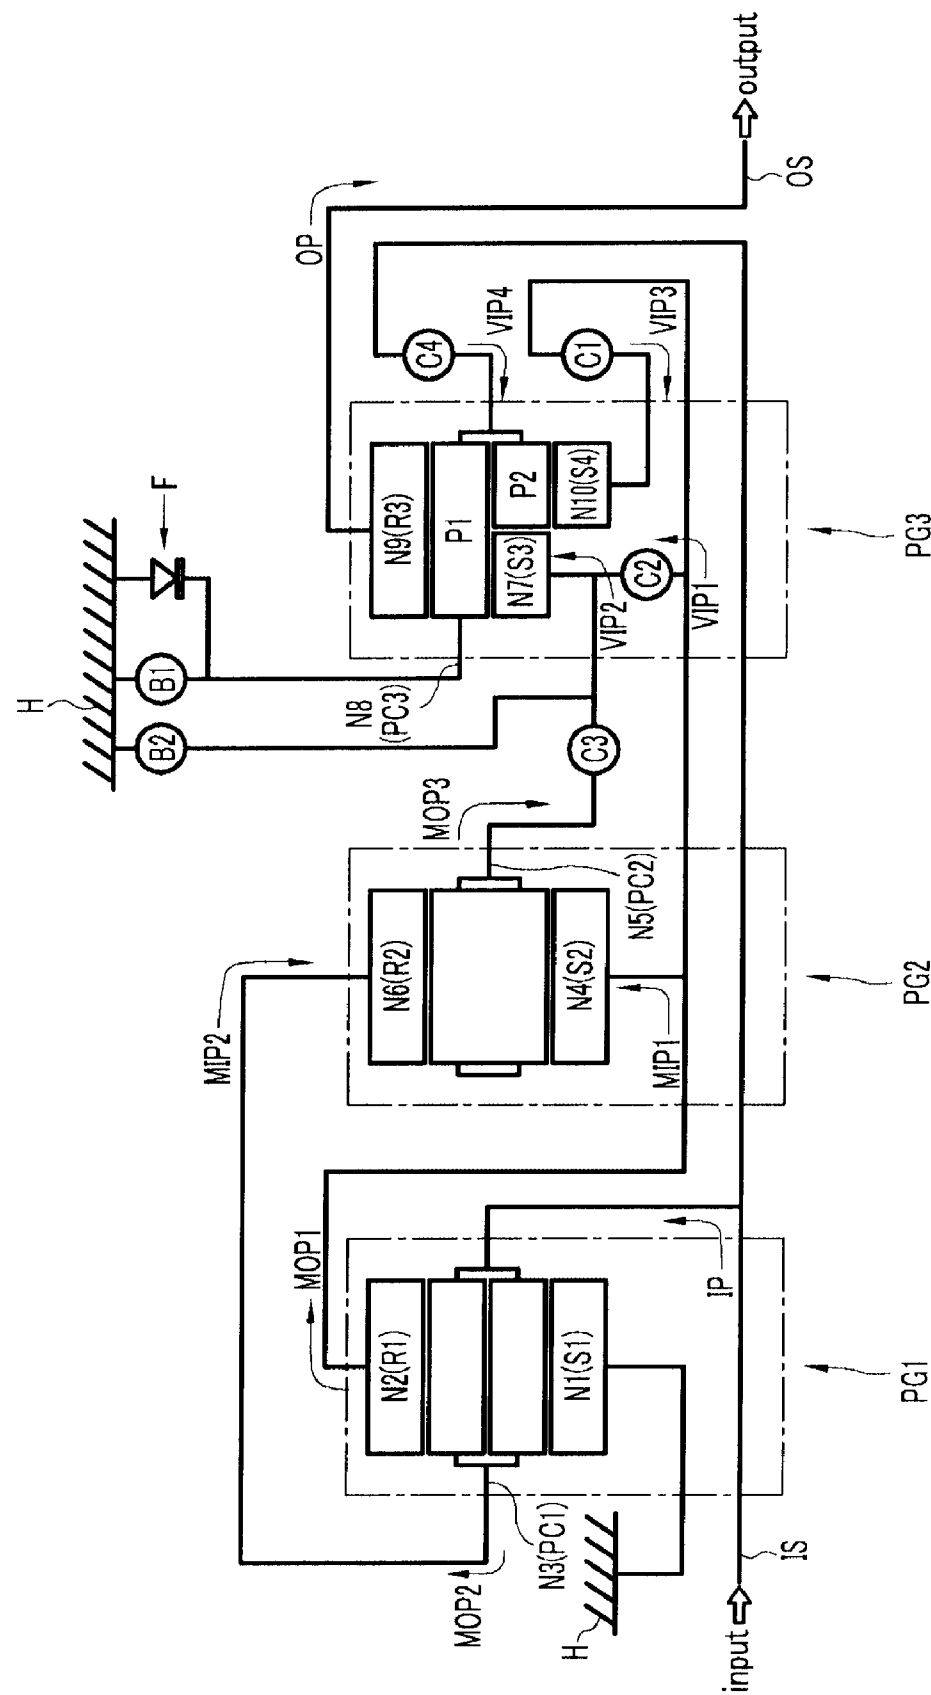 H
F
B2
B1
OP
output
OS
MIP2
MOP3
N8
(PC3)
N9(R3)
P1
P2
N7(S3)
N10(S4)
C4
VIP4
C1
VIP3
C3
C2
VIP2
VIP1
PG3
N6(R2)
N4(S2)
N5(PC2)
MIP1
PG2
MOP1
N2(R1)
N1(S1)
IP
PG1
N3(PC1)
MOP2
H
IS
input